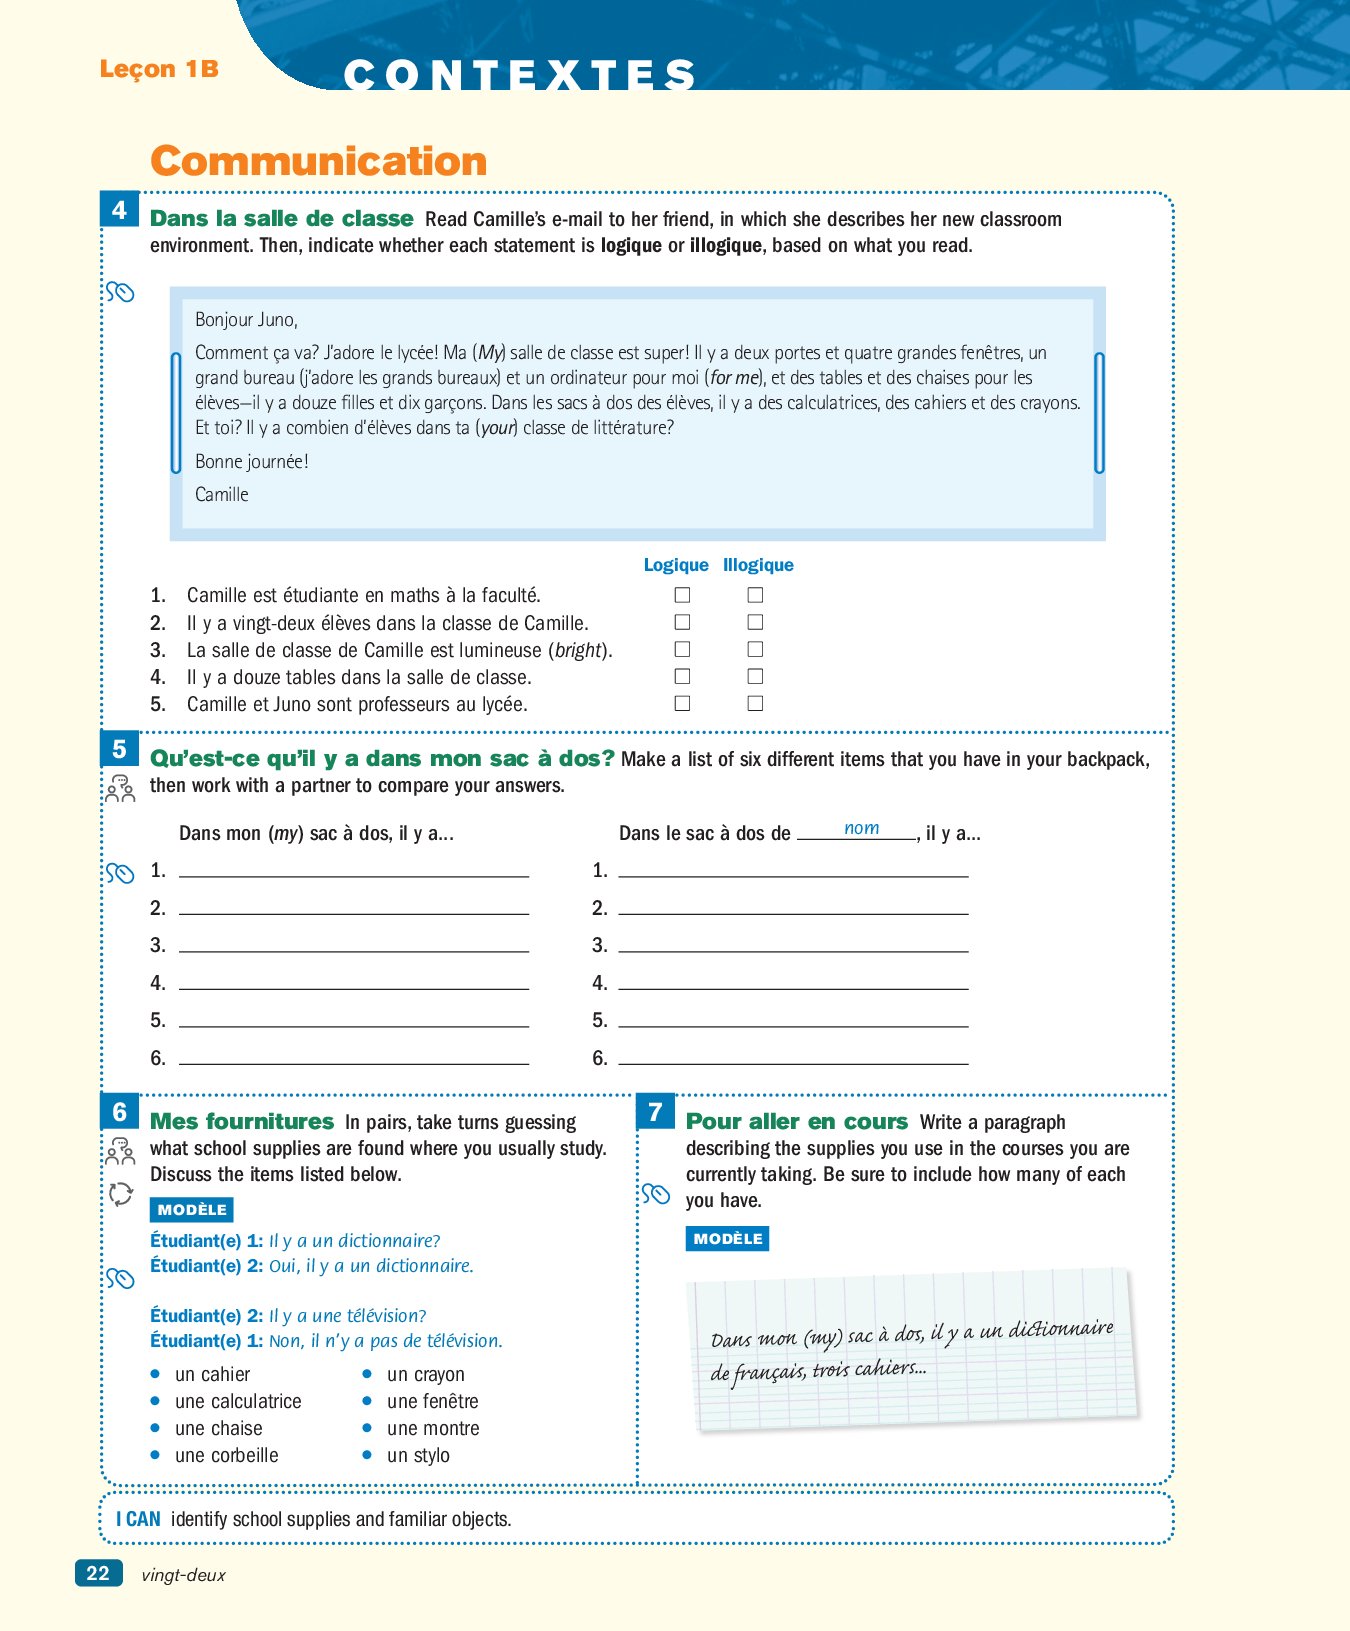 Leçon 1B
CONTEXTES
Communication
4
Dans la salle de classe Read Camille's e-mail to her friend, in which she describes her new classroom
environment. Then, indicate whether each statement is logique or illogique, based on what you read.
Bonjour Juno,
Comment ça va? J'adore le lycée! Ma (My) salle de classe est super! Il y a deux portes et quatre grandes fenêtres, un
grand bureau (j'adore les grands bureaux) et un ordinateur pour moi (for me), et des tables et des chaises pour les
élèves—il y a douze filles et dix garçons. Dans les sacs à dos des élèves, il y a des calculatrices, des cahiers et des crayons.
Et toi? Il y a combien d'élèves dans ta (your) classe de littérature?
Bonne journée!
Camille
Logique Illogique
1. Camille est étudiante en maths à la faculté.
2. Il y a vingt-deux élèves dans la classe de Camille.
3. La salle de classe de Camille est lumineuse (bright).
4. Il y a douze tables dans la salle de classe.
5. Camille et Juno sont professeurs au lycée.
5
Qu'est-ce qu'il y a dans mon sac à dos? Make a list of six different items that you have in your backpack,
then work with a partner to compare your answers.
Dans mon (my) sac à dos, il y a...
1.
2.
3.
4.
5.
6.
Dans le sac à dos de nom, il y a...
1.
2.
3.
4.
5.
6.
6
Mes fournitures In pairs, take turns guessing
what school supplies are found where you usually study.
Discuss the items listed below.
MODÈLE
Étudiant(e) 1: Il y a un dictionnaire?
Étudiant(e) 2: Oui, il y a un dictionnaire.
Étudiant(e) 2: Il y a une télévision?
Étudiant(e) 1: Non, il n'y a pas de télévision.
• un cahier
• une calculatrice
• une chaise
• une corbeille
• un crayon
• une fenêtre
• une montre
• un stylo
7
Pour aller en cours Write a paragraph
describing the supplies you use in the courses you are
currently taking. Be sure to include how many of each
you have.
MODÈLE
Dans mon (my) sac à dos, il y a un dictionnaire
de français, trois cahiers...
I CAN identify school supplies and familiar objects.
22 vingt-deux